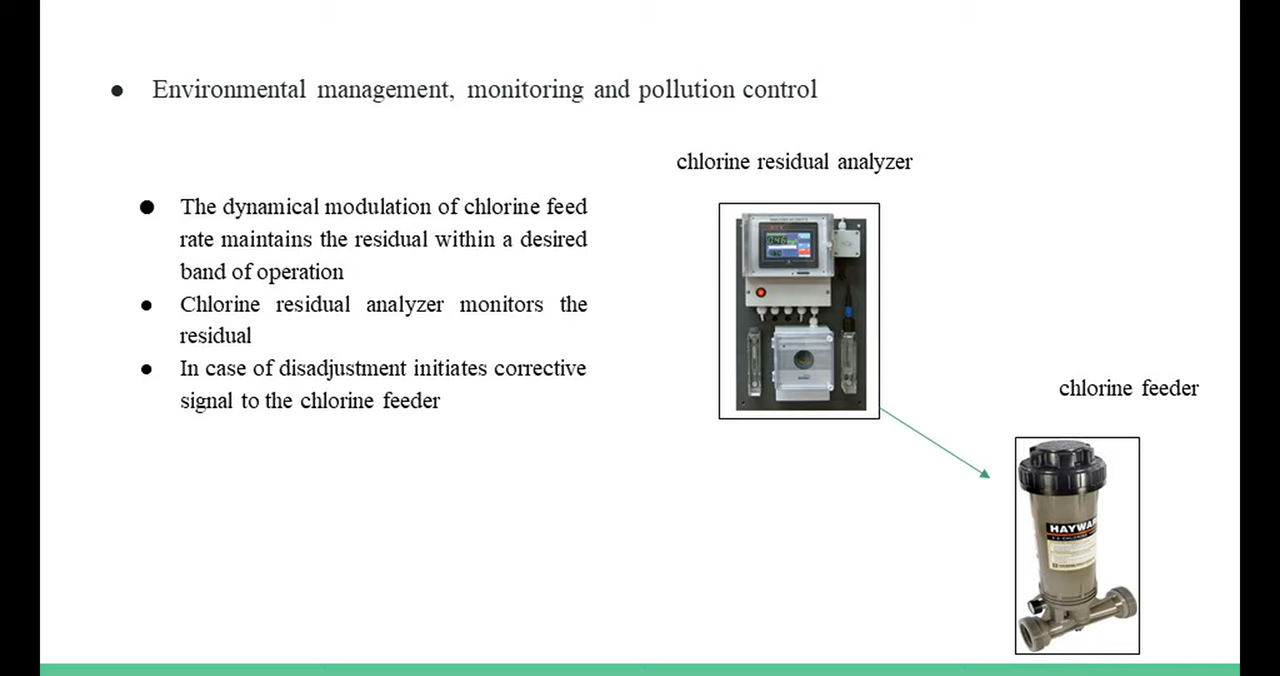 ● Environmental management, monitoring and pollution control
chlorine residual analyzer
● The dynamical modulation of chlorine feed
rate maintains the residual within a desired
band of operation
● Chlorine residual analyzer monitors the
residual
● In case of disadjustment initiates corrective
signal to the chlorine feeder
chlorine feeder
HAYWAR